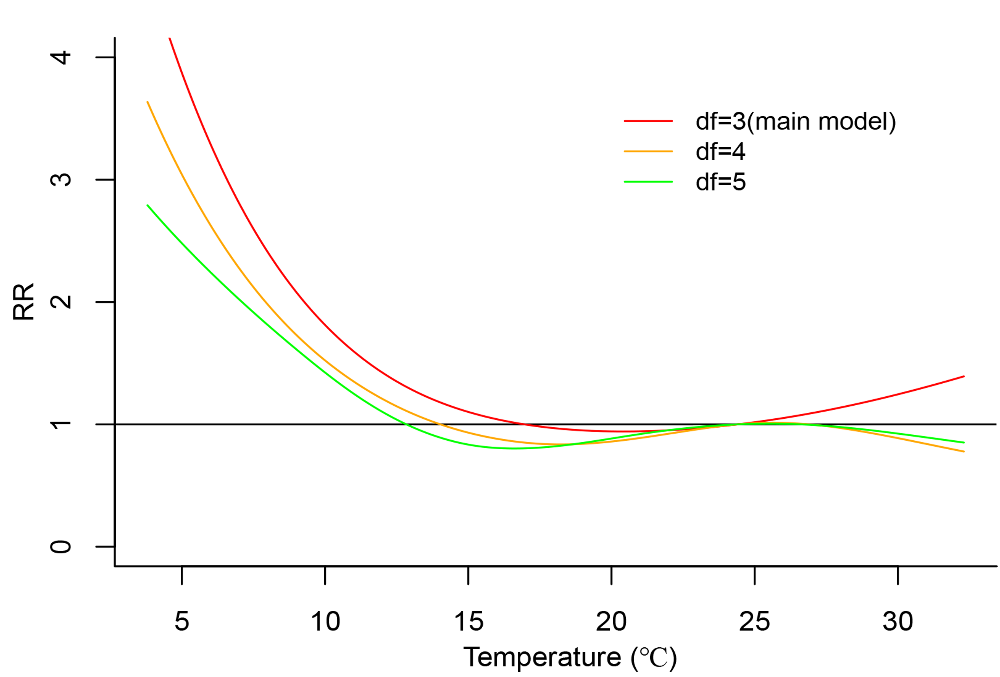 RR
4
3
2
1
0
df=3(main model)
df=4
df=5
5 10 15 20 25 30
Temperature (℃)